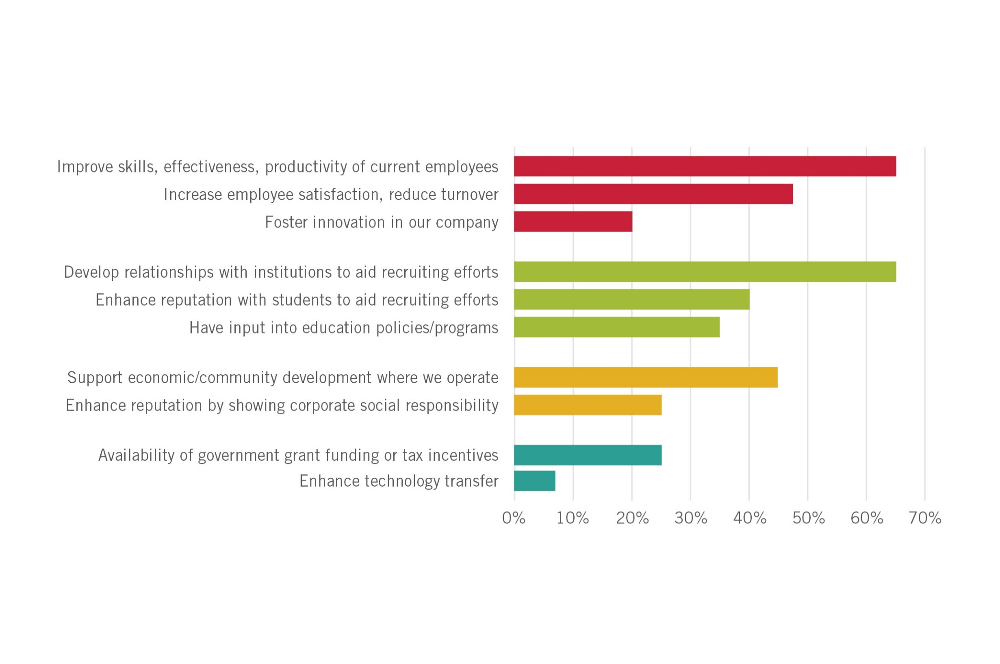 Improve skills, effectiveness, productivity of current employees
Increase employee satisfaction, reduce turnover
Foster innovation in our company
Develop relationships with institutions to aid recruiting efforts
Enhance reputation with students to aid recruiting efforts
Have input into education policies/programs
Support economic/community development where we operate
Enhance reputation by showing corporate social responsibility
Availability of government grant funding or tax incentives
Enhance technology transfer
0% 10% 20% 30% 40% 50% 60% 70%